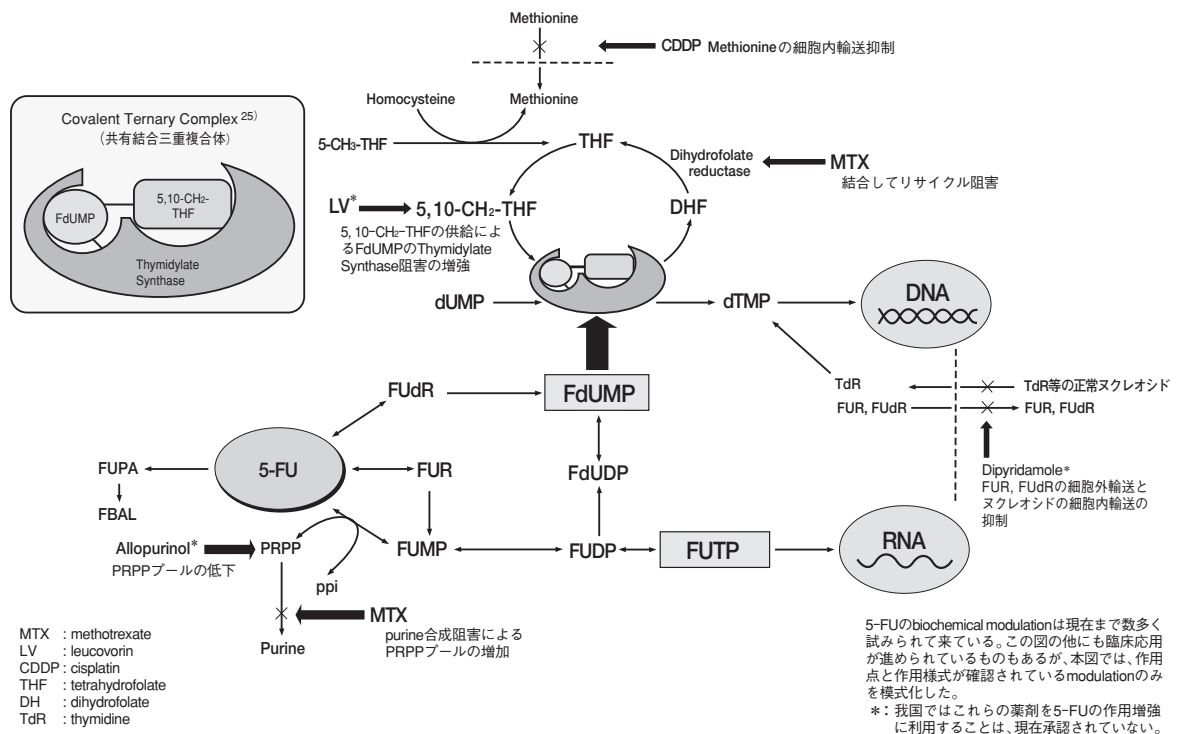 Methionine
CDDP Methionineの細胞内輸送抑制
Covalent Ternary Complex 25)
(共有結合三重複合体)
FdUMP
5,10-CH2-
THF
Thymidylate
Synthase
Homocysteine
Methionine
5-CH3-THF
THF
Dihydrofolate
reductase
MTX
結合してリサイクル阻害
LV*
5,10-CH2-THF
DHF
5, 10-CH2-THFの供給によ
るFdUMPのThymidylate
Synthase阻害の増強
dUMP
dTMP
DNA
FUdR
FdUMP
TdR
TdR等の正常ヌクレオシド
FUR, FUdR
FUR, FUdR
FUPA
5-FU
FUR
FdUDP
Dipyridamole*
FUR, FUdRの細胞外輸送と
ヌクレオシドの細胞内輸送の
抑制
FBAL
Allopurinol*
PRPP
PRPPプールの低下
FUMP
FUDP
FUTP
RNA
ppi
MTX
purine合成阻害による
PRPPプールの増加
Purine
MTX : methotrexate
LV : leucovorin
CDDP : cisplatin
THF : tetrahydrofolate
DH : dihydrofolate
TdR : thymidine
5-FUのbiochemical modulationは現在まで数多く
試みられて来ている。この図の他にも臨床応用
が進められているものもあるが、本図では、作用
点と作用様式が確認されているmodulationのみ
を模式化した。
*：我国ではこれらの薬剤を5-FUの作用増強
に利用することは、現在承認されていない。